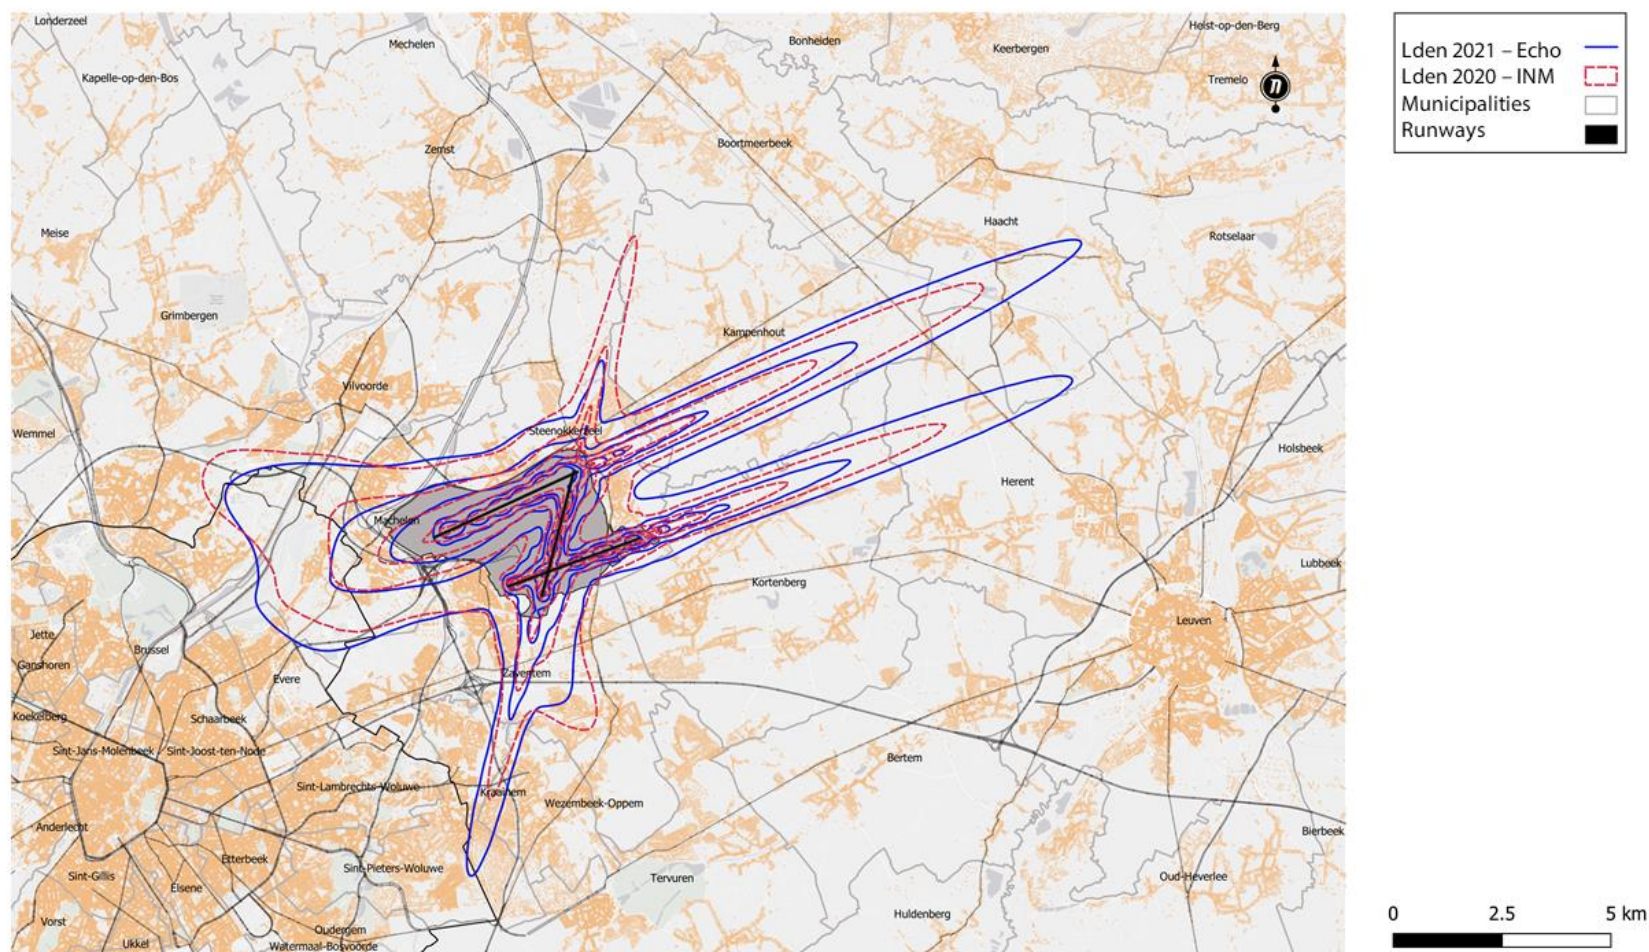 Londerzeel
Mechelen
Bonheiden
Keerbergen
Heist-op-den-Berg
Kapelle-op-den-Bos
Tremelo
n
Zemst
Boortmeerbeek
Meise
Haacht
Rotselaar
Grimbergen
Kampenhout
Vilvoorde
Wemmel
Steenokkerzeel
Holsbeek
Herent
Machelen
Lubbeek
Kortenberg
Leuven
Jette
Brussel
Ganshoren
Evere
Zaventem
Koekelberg
Schaarbeek
Sint-Jans-Molenbeek
Sint-Joost-ten-Node
Bertem
Sint-Lambrechts-Woluwe
Kraainem
Wezembeek-Oppem
Anderlecht
Bierbeek
Etterbeek
Sint-Pieters-Woluwe
Sint-Gillis
Elsene
Tervuren
Oud-Heverlee
Vorst
Huldenberg
Oudergem
Ukkel
Watermaal-Bosvoorde
Lden 2021 – Echo
Lden 2020 – INM
Municipalities
Runways
0 2.5 5 km